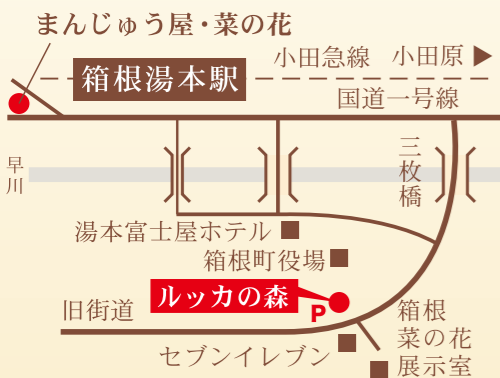 まんじゅう屋・菜の花
小田急線 小田原 ▶
箱根湯本駅
国道一号線
三枚橋
早川
湯本富士屋ホテル
箱根町役場
ルッカの森
P
旧街道
箱根
菜の花
展示室
セブンイレブン